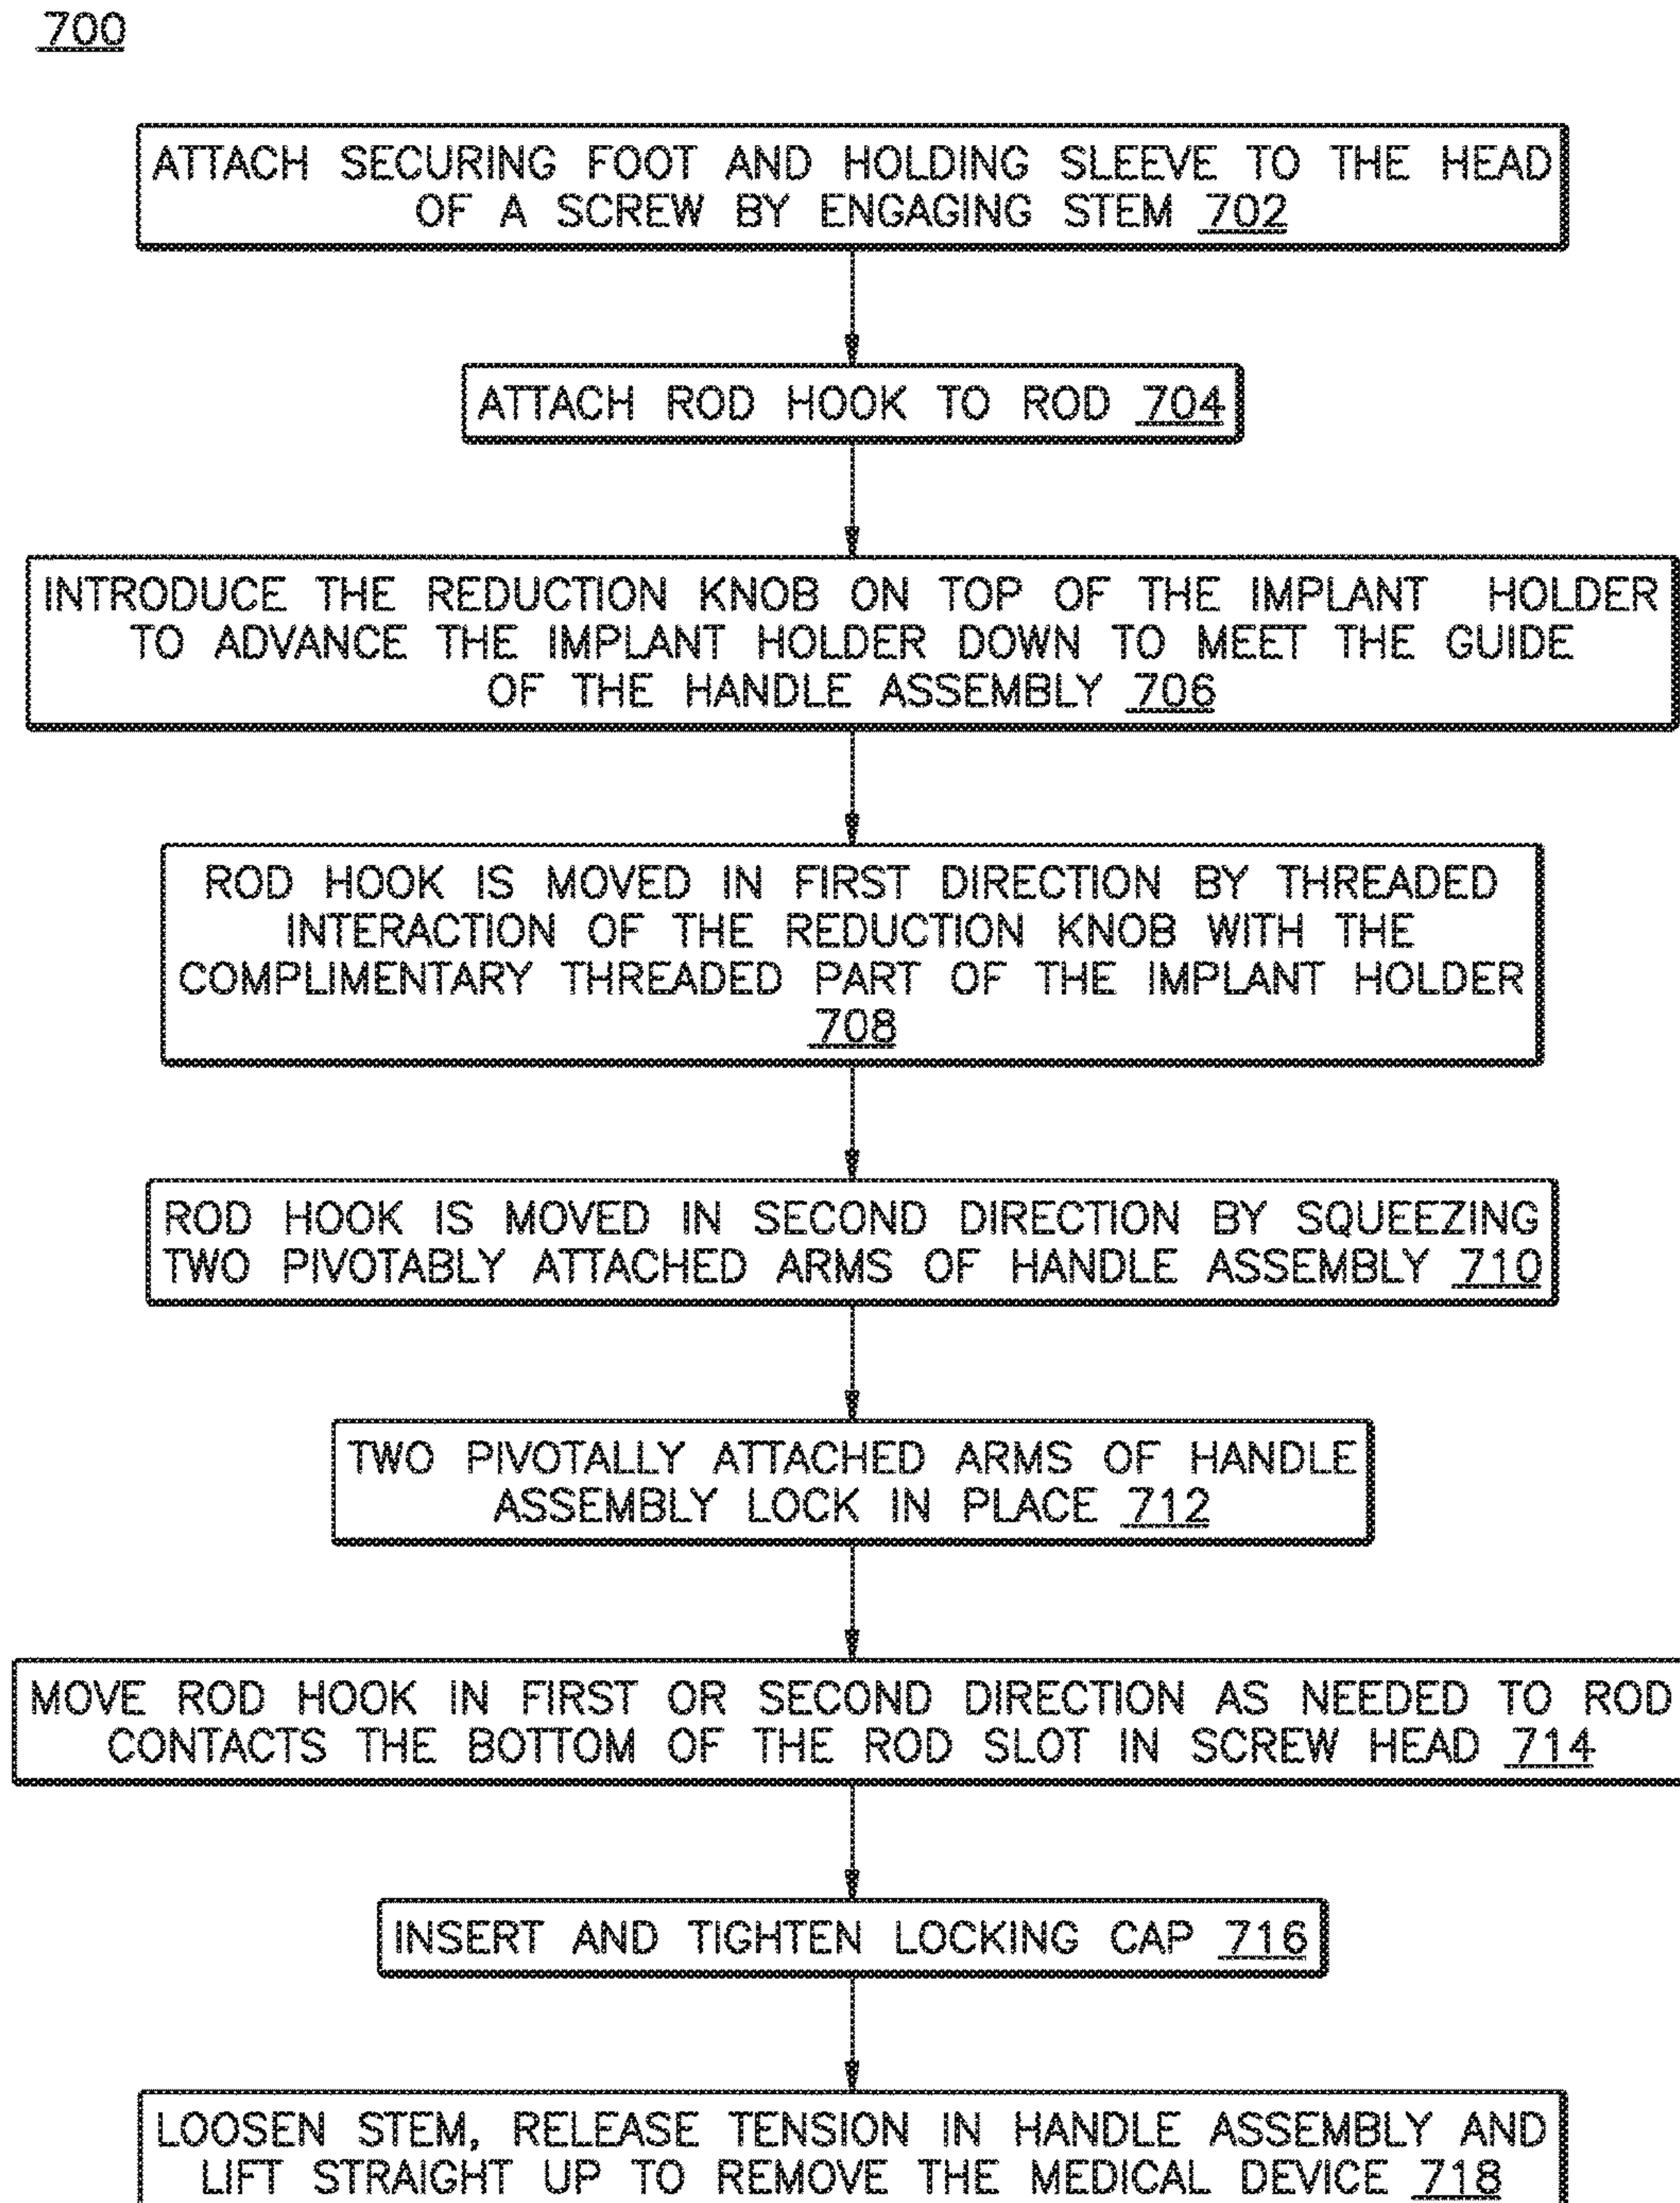 700
ATTACH SECURING FOOT AND HOLDING SLEEVE TO THE HEAD
OF A SCREW BY ENGAGING STEM 702
ATTACH ROD HOOK TO ROD 704
INTRODUCE THE REDUCTION KNOB ON TOP OF THE IMPLANT HOLDER
TO ADVANCE THE IMPLANT HOLDER DOWN TO MEET THE GUIDE
OF THE HANDLE ASSEMBLY 706
ROD HOOK IS MOVED IN FIRST DIRECTION BY THREADED
INTERACTION OF THE REDUCTION KNOB WITH THE
COMPLIMENTARY THREADED PART OF THE IMPLANT HOLDER
708
ROD HOOK IS MOVED IN SECOND DIRECTION BY SQUEEZING
TWO PIVOTABLY ATTACHED ARMS OF HANDLE ASSEMBLY 710
TWO PIVOTALLY ATTACHED ARMS OF HANDLE
ASSEMBLY LOCK IN PLACE 712
MOVE ROD HOOK IN FIRST OR SECOND DIRECTION AS NEEDED TO ROD
CONTACTS THE BOTTOM OF THE ROD SLOT IN SCREW HEAD 714
INSERT AND TIGHTEN LOCKING CAP 716
LOOSEN STEM, RELEASE TENSION IN HANDLE ASSEMBLY AND
LIFT STRAIGHT UP TO REMOVE THE MEDICAL DEVICE 718